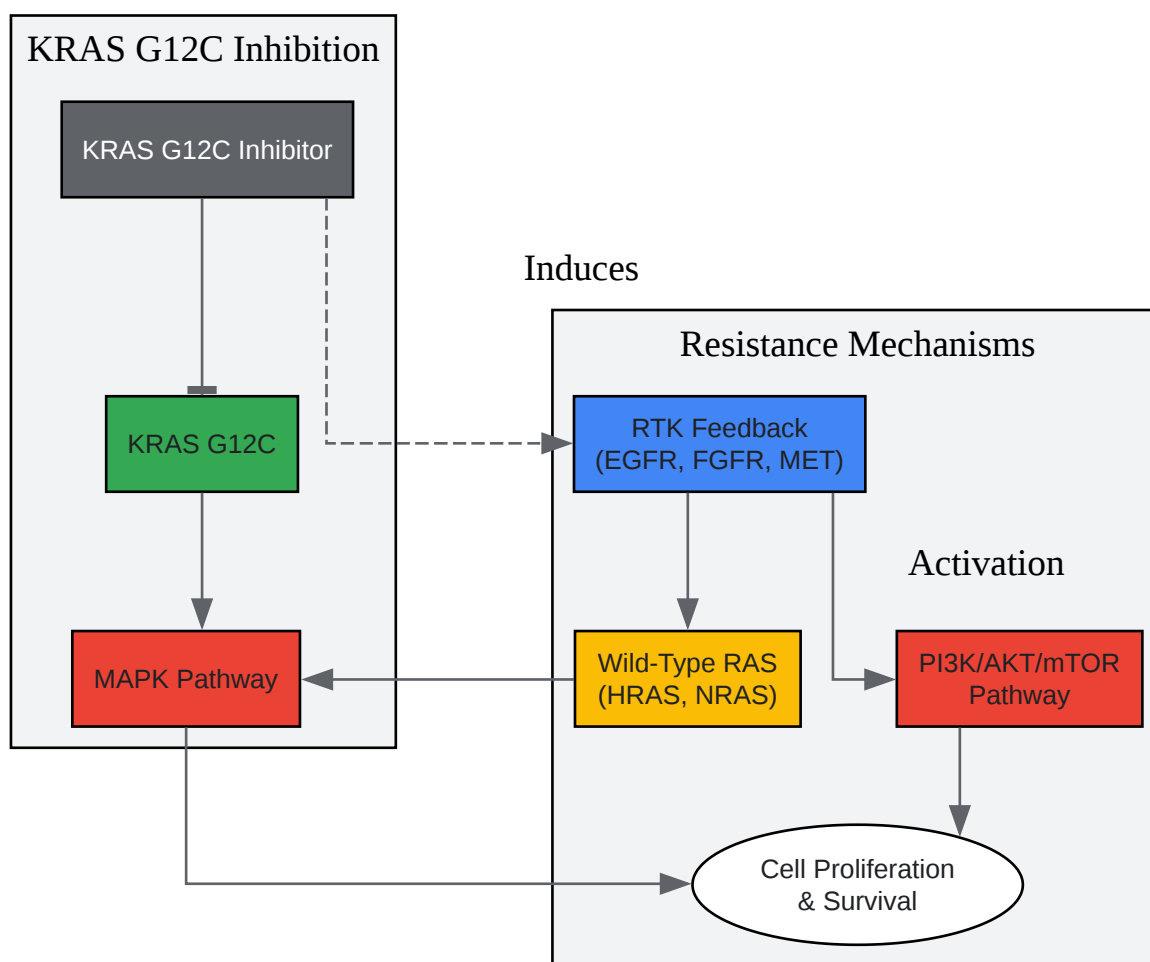 KRAS G12C Inhibition
KRAS G12C Inhibitor
Induces
Resistance Mechanisms
KRAS G12C
RTK Feedback
(EGFR, FGFR, MET)
Activation
MAPK Pathway
Wild-Type RAS
(HRAS, NRAS)
PI3K/AKT/mTOR
Pathway
Cell Proliferation
& Survival